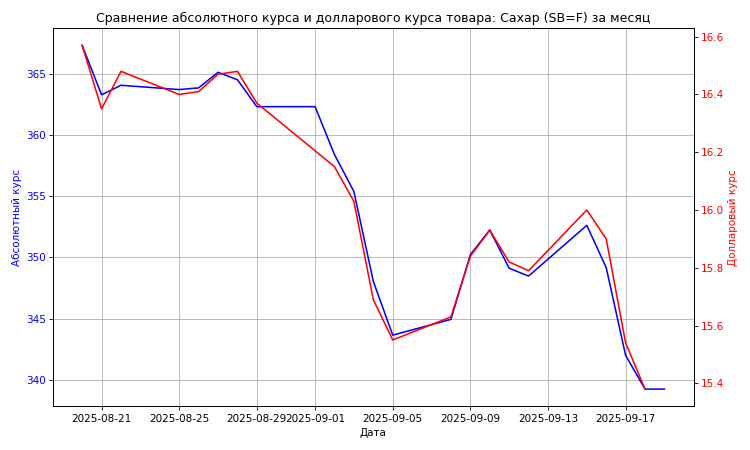 Сравнение абсолютного курса и долларового курса товара: Сахар (SB=F) за месяц
Абсолютный курс
365
360
355
350
345
340
16.6
16.4
16.2
16.0
15.8
15.6
15.4
Долларовый курс
2025-08-21 2025-08-25 2025-08-29 2025-09-01 2025-09-05 2025-09-09 2025-09-13 2025-09-17
Дата